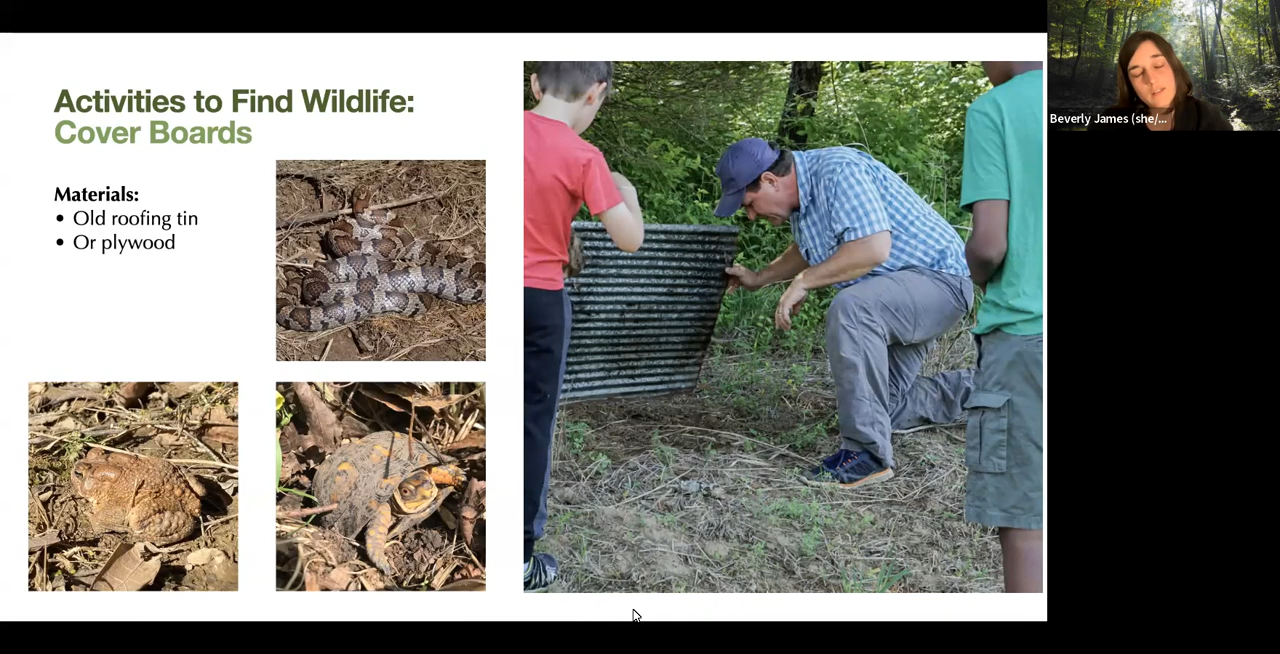 Activities to Find Wildlife:
Cover Boards
Materials:
• Old roofing tin
• Or plywood
Beverly James (she/...